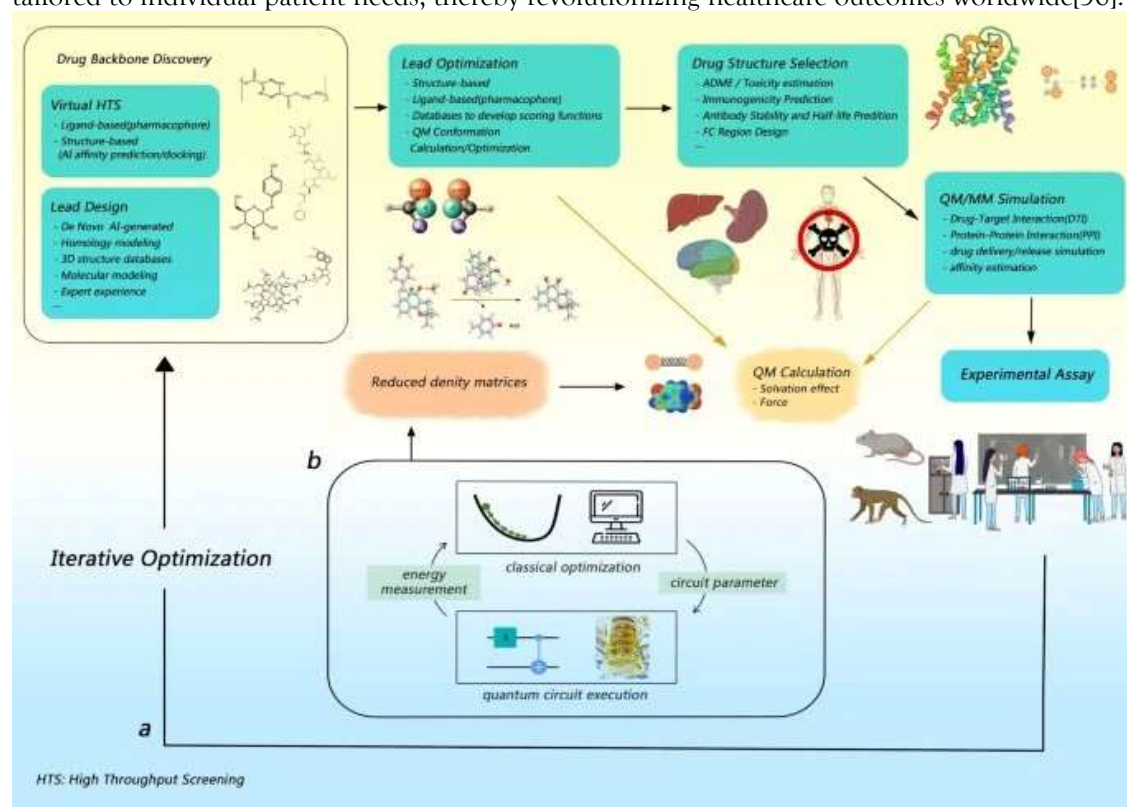 tailored to individual patient needs, thereby revolutionizing healthcare outcomes worldwide[56].
Drug Backbone Discovery
Virtual HTS
- Ligand-based(pharmacophore)
- Structure-based
(AI affinity prediction/docking)
Lead Design
- De Novo AI-generated
- Homology modeling
- 3D structure databases
- Molecular modeling
- Expert experience
...
Lead Optimization
- Structure-based
- Ligand-based(pharmacophore)
- Databases to develop scoring functions
- QM Conformation
Calculation/Optimization
Drug Structure Selection
- ADME / Toxicity estimation
- Immunogenicity Prediction
- Antibody Stability and Half-life Predition
- FC Region Design
...
QM/MM Simulation
- Drug-Target Interaction(DTI)
- Protein-Protein Interaction(PPI)
- drug delivery/release simulation
- affinity estimation
Reduced denity matrices
QM Calculation
- Solvation effect
- Force
Experimental Assay
b
classical optimization
energy
measurement
circuit parameter
quantum circuit execution
Iterative Optimization
a
HTS: High Throughput Screening